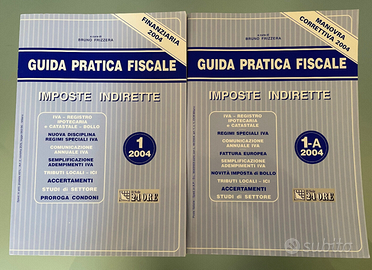 a cura di
BRUNO FRIZZERA
FINANZIARIA
2004
GUIDA PRATICA FISCALE
IMPOSTE INDIRETTE
IVA - REGISTRO
IPOTECARIA
e CATASTALE - BOLLO
NUOVA DISCIPLINA
REGIMI SPECIALI IVA
COMUNICAZIONE
ANNUALE IVA
SEMPLIFICAZIONE
ADEMPIMENTI IVA
TRIBUTI LOCALI - ICI
ACCERTAMENTI
STUDI di SETTORE
PROROGA CONDONI
1
2004
24 ORE
a cura di
BRUNO FRIZZERA
MANOVRA
CORRETTIVA 2004
GUIDA PRATICA FISCALE
IMPOSTE INDIRETTE
IVA - REGISTRO
IPOTECARIA
e CATASTALE
REGIMI SPECIALI IVA
COMUNICAZIONE
ANNUALE IVA
FATTURA EUROPEA
SEMPLIFICAZIONE
ADEMPIMENTI IVA
NOVITÀ IMPOSTA di BOLLO
TRIBUTI LOCALI - ICI
ACCERTAMENTI
STUDI di SETTORE
1-A
2004
24 ORE
subito